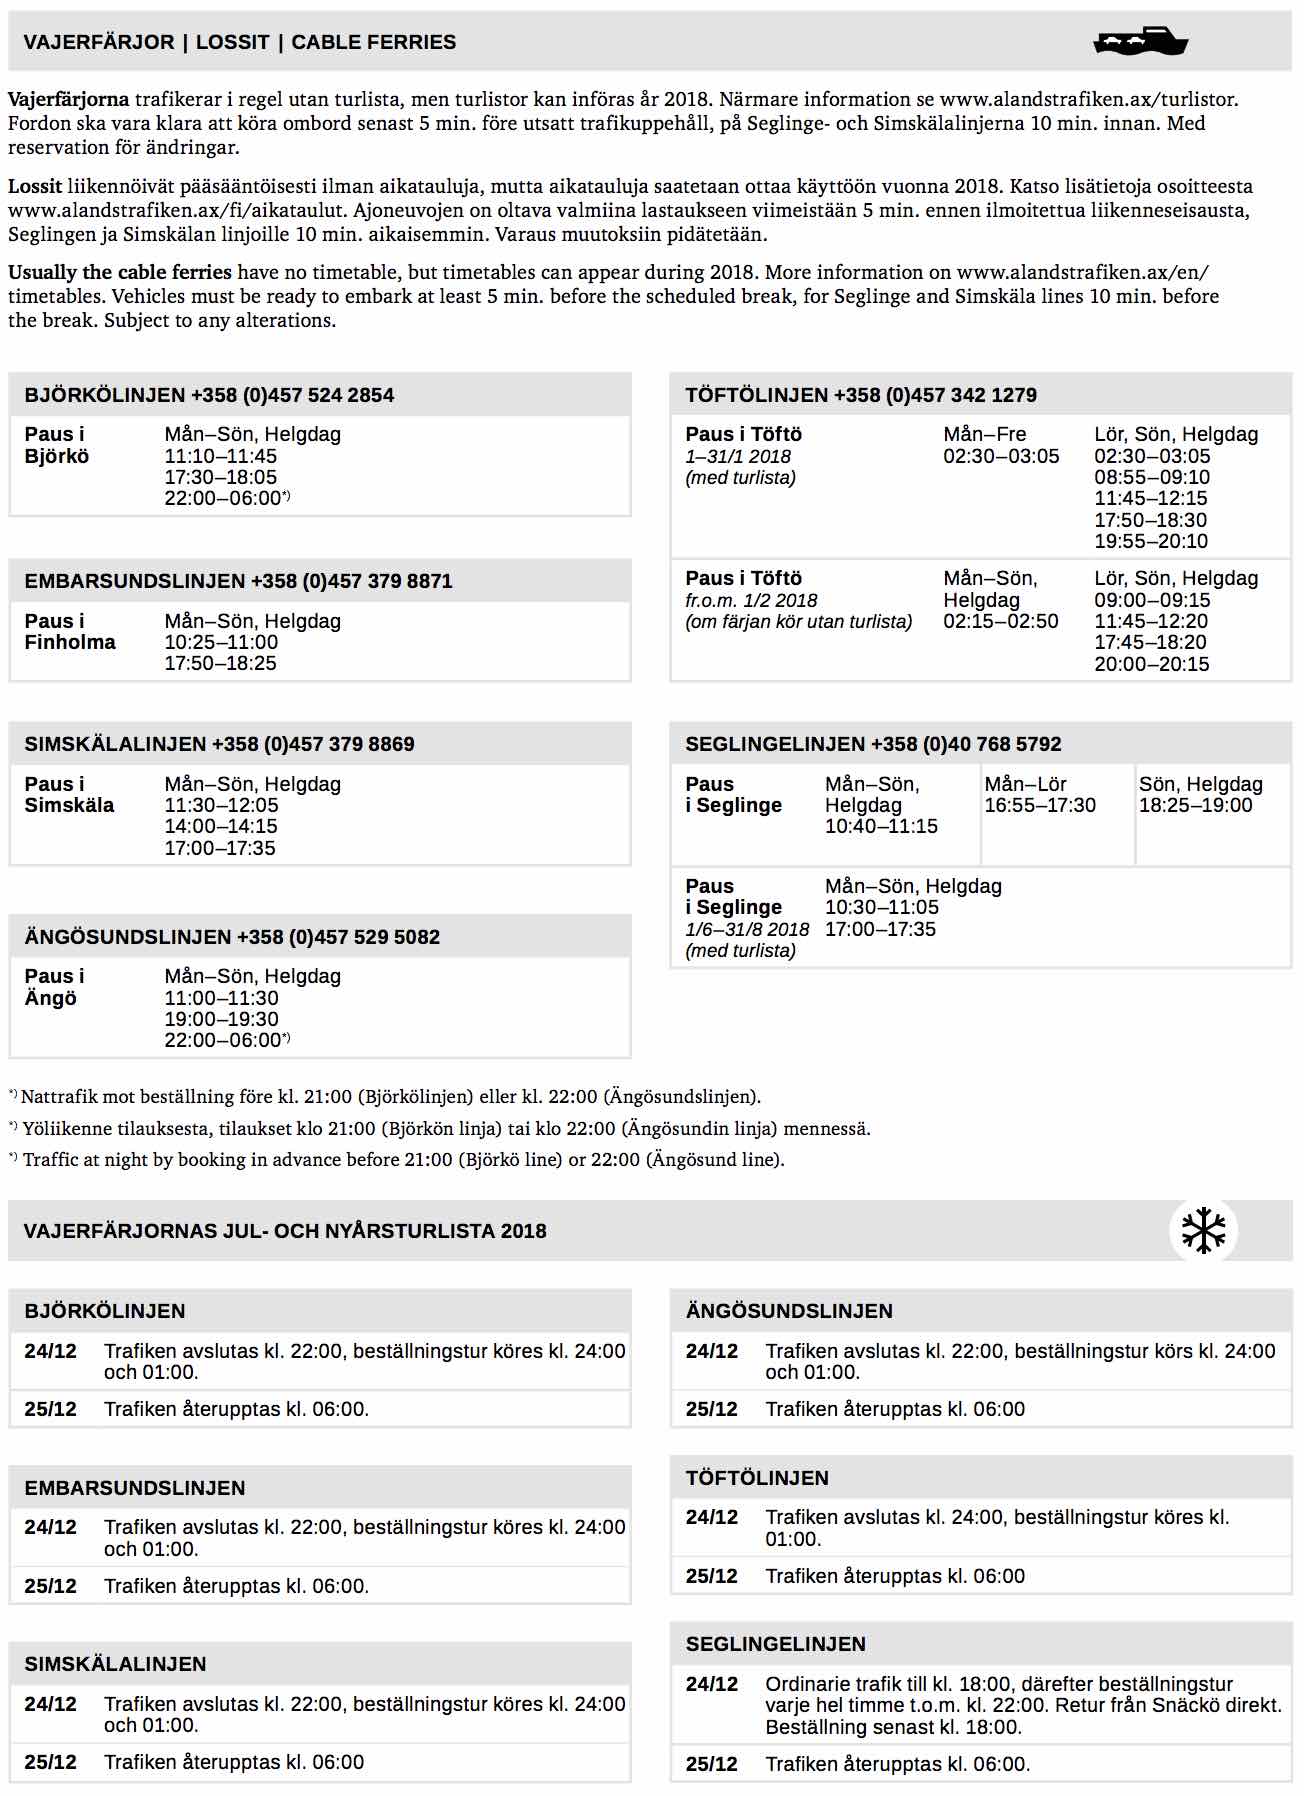 VAJERFÄRJOR | LOSSIT | CABLE FERRIES
Vajerfärjorna trafikerar i regel utan turlista, men turlistor kan införas år 2018. Närmare information se www.alandstrafiken.ax/turlistor.
Fordon ska vara klara att köra ombord senast 5 min. före utsatt trafikuppehåll, på Seglinge- och Simskälalinjerna 10 min. innan. Med
reservation för ändringar.
Lossit liikennöivät pääsääntöisesti ilman aikatauluja, mutta aikatauluja saatetaan ottaa käyttöön vuonna 2018. Katso lisätietoja osoitteesta
www.alandstrafiken.ax/fi/aikataulut. Ajoneuvojen on oltava valmiina lastaukseen viimeistään 5 min. ennen ilmoitettua liikenneseisausta,
Seglingen ja Simskälan linjoille 10 min. aikaisemmin. Varaus muutoksiin pidätetään.
Usually the cable ferries have no timetable, but timetables can appear during 2018. More information on www.alandstrafiken.ax/en/
timetables. Vehicles must be ready to embark at least 5 min. before the scheduled break, for Seglinge and Simskäla lines 10 min. before
the break. Subject to any alterations.
BJÖRKÖLINJEN +358 (0)457 524 2854
Paus i Mån–Sön, Helgdag
Björkö 11:10–11:45
17:30–18:05
22:00–06:00*)
EMBARSUNDSLINJEN +358 (0)457 379 8871
Paus i Mån–Sön, Helgdag
Finholma 10:25–11:00
17:50–18:25
SIMSKÄLALINJEN +358 (0)457 379 8869
Paus i Mån–Sön, Helgdag
Simskäla 11:30–12:05
14:00–14:15
17:00–17:35
ÄNGÖSUNDSLINJEN +358 (0)457 529 5082
Paus i Mån–Sön, Helgdag
Ängö 11:00–11:30
19:00–19:30
22:00–06:00*)
TÖFTÖLINJEN +358 (0)457 342 1279
Paus i Töftö Mån–Fre Lör, Sön, Helgdag
1–31/1 2018 02:30–03:05 02:30–03:05
(med turlista) 08:55–09:10
11:45–12:15
17:50–18:30
19:55–20:10
Paus i Töftö Mån–Sön, Lör, Sön, Helgdag
fr.o.m. 1/2 2018 Helgdag 09:00–09:15
(om färjan kör utan turlista) 02:15–02:50 11:45–12:20
17:45–18:20
20:00–20:15
SEGLINGELINJEN +358 (0)40 768 5792
Paus Mån–Sön, Mån–Lör Sön, Helgdag
i Seglinge Helgdag 16:55–17:30 18:25–19:00
10:40–11:15
Paus Mån–Sön, Helgdag
i Seglinge 10:30–11:05
1/6–31/8 2018 17:00–17:35
(med turlista)
*) Nattrafik mot beställning före kl. 21:00 (Björkölinjen) eller kl. 22:00 (Ängösundslinjen).
*) Yöliikenne tilauksesta, tilaukset klo 21:00 (Björkön linja) tai klo 22:00 (Ängösundin linja) mennessä.
*) Traffic at night by booking in advance before 21:00 (Björkö line) or 22:00 (Ängösund line).
VAJERFÄRJORNAS JUL- OCH NYÅRSTURLISTA 2018
BJÖRKÖLINJEN
24/12 Trafiken avslutas kl. 22:00, beställningstur köres kl. 24:00
och 01:00.
25/12 Trafiken återupptas kl. 06:00.
EMBARSUNDSLINJEN
24/12 Trafiken avslutas kl. 22:00, beställningstur köres kl. 24:00
och 01:00.
25/12 Trafiken återupptas kl. 06:00.
SIMSKÄLALINJEN
24/12 Trafiken avslutas kl. 22:00, beställningstur köres kl. 24:00
och 01:00.
25/12 Trafiken återupptas kl. 06:00
ÄNGÖSUNDSLINJEN
24/12 Trafiken avslutas kl. 22:00, beställningstur körs kl. 24:00
och 01:00.
25/12 Trafiken återupptas kl. 06:00
TÖFTÖLINJEN
24/12 Trafiken avslutas kl. 24:00, beställningstur köres kl.
01:00.
25/12 Trafiken återupptas kl. 06:00
SEGLINGELINJEN
24/12 Ordinarie trafik till kl. 18:00, därefter beställningstur
varje hel timme t.o.m. kl. 22:00. Retur från Snäckö direkt.
Beställning senast kl. 18:00.
25/12 Trafiken återupptas kl. 06:00.